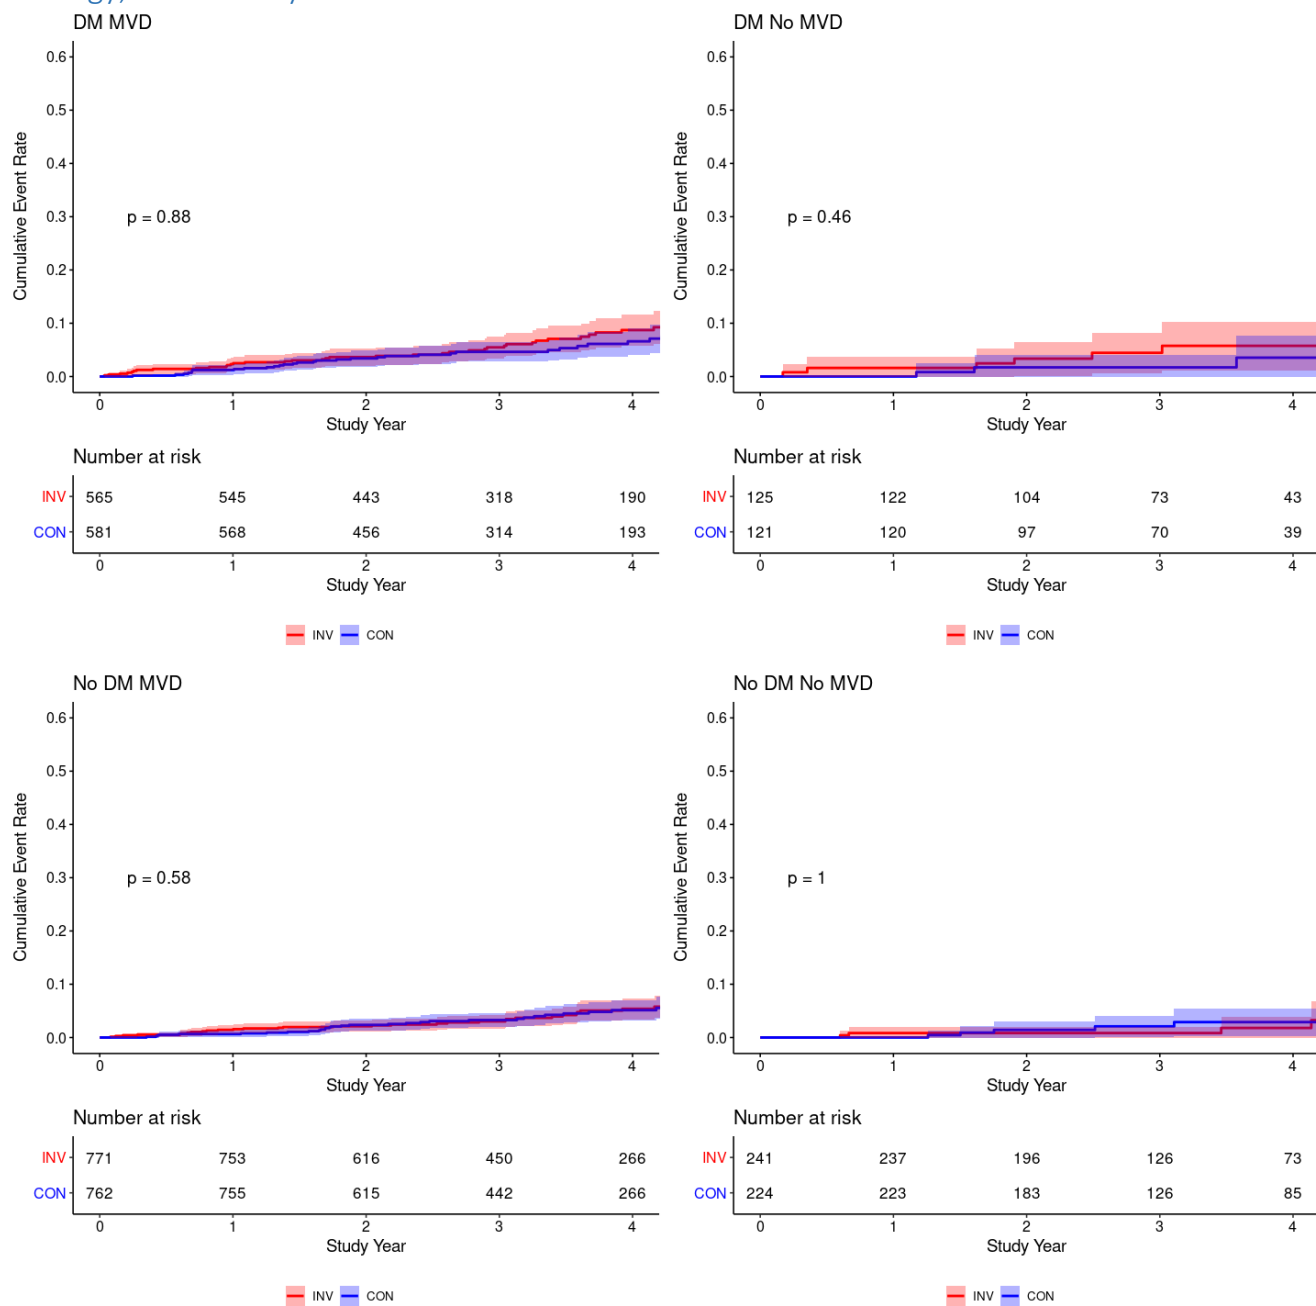 DM MVD
0.6
0.5
0.4
0.3
0.2
0.1
0.0
Cumulative Event Rate
p = 0.88
0 1 2 3 4
Study Year
Number at risk
INV 565 545 443 318 190
CON 581 568 456 314 193
0 1 2 3 4
Study Year
INV CON
DM No MVD
0.6
0.5
0.4
0.3
0.2
0.1
0.0
Cumulative Event Rate
p = 0.46
0 1 2 3 4
Study Year
Number at risk
INV 125 122 104 73 43
CON 121 120 97 70 39
0 1 2 3 4
Study Year
INV CON
No DM MVD
0.6
0.5
0.4
0.3
0.2
0.1
0.0
Cumulative Event Rate
p = 0.58
0 1 2 3 4
Study Year
Number at risk
INV 771 753 616 450 266
CON 762 755 615 442 266
0 1 2 3 4
Study Year
INV CON
No DM No MVD
0.6
0.5
0.4
0.3
0.2
0.1
0.0
Cumulative Event Rate
p = 1
0 1 2 3 4
Study Year
Number at risk
INV 241 237 196 126 73
CON 224 223 183 126 85
0 1 2 3 4
Study Year
INV CON